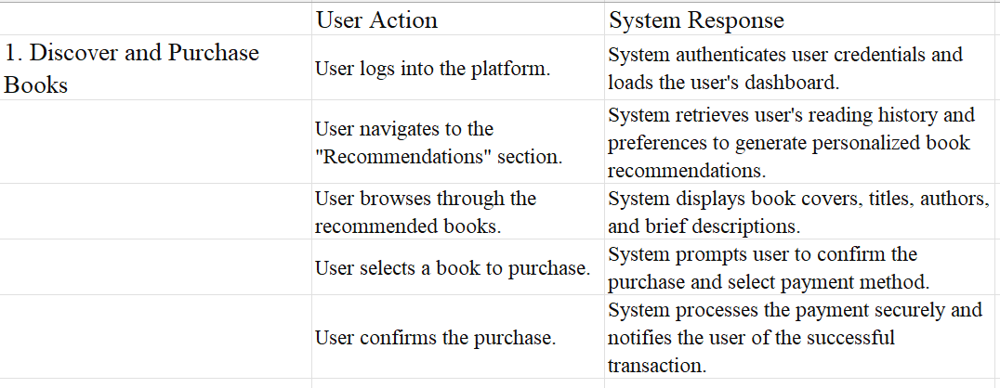 User Action
System Response
1. Discover and Purchase
Books
User logs into the platform.
System authenticates user credentials and
loads the user's dashboard.
User navigates to the
"Recommendations" section.
System retrieves user's reading history and
preferences to generate personalized book
recommendations.
User browses through the
recommended books.
System displays book covers, titles, authors,
and brief descriptions.
User selects a book to purchase.
System prompts user to confirm the
purchase and select payment method.
User confirms the purchase.
System processes the payment securely and
notifies the user of the successful
transaction.